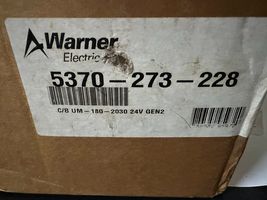 Warner
Electric
5370-273-228
C/B UM-180-2030 24V GEN2